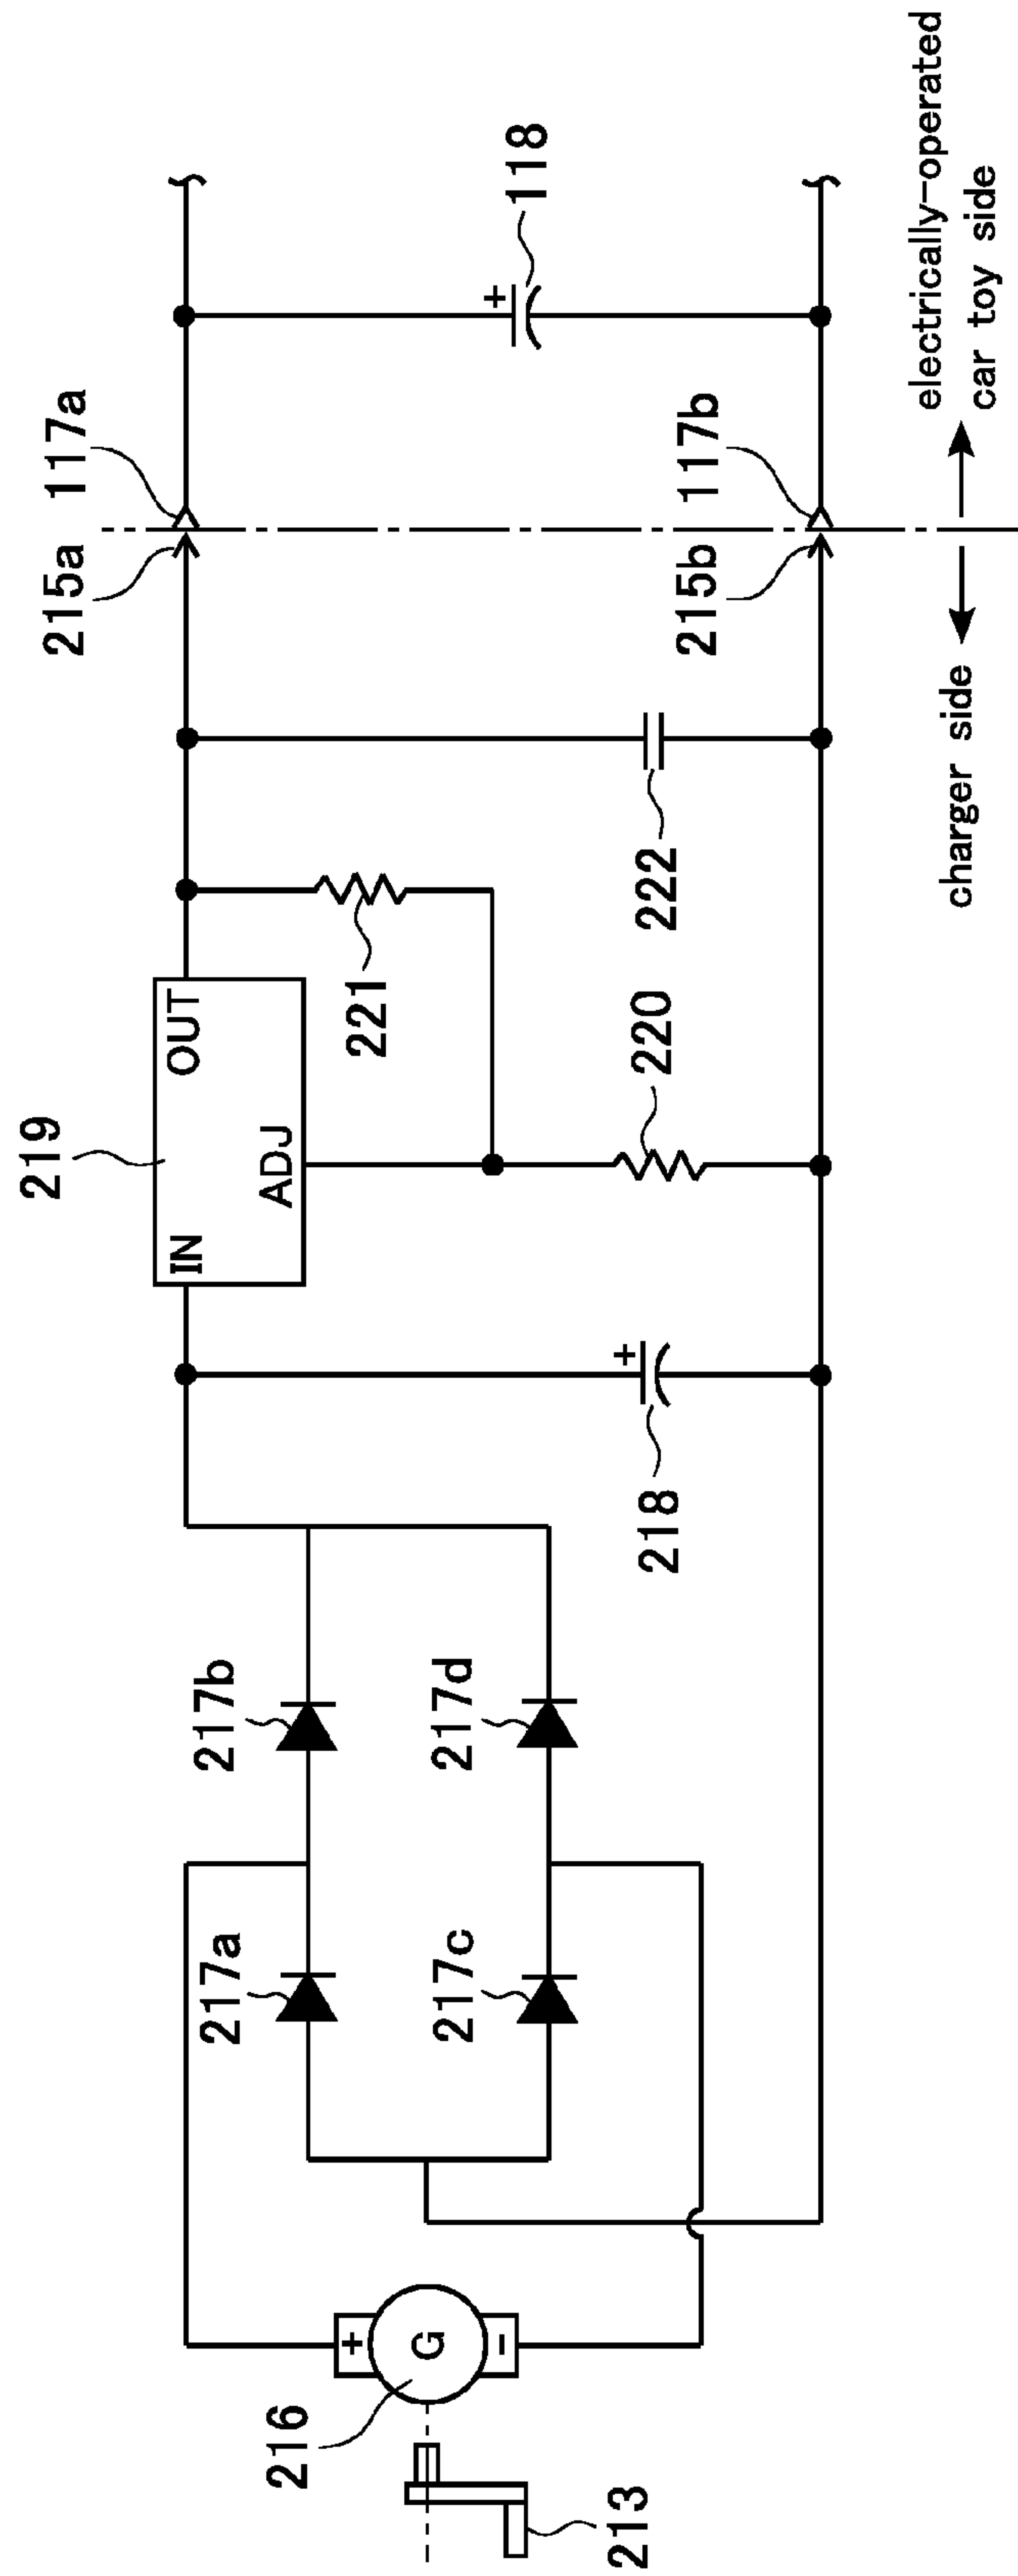 219
IN
OUT
ADJ
215a
117a
221
222
118
+
220
215b
117b
218
+
217a
217b
217c
217d
216
+
G
-
213
charger side
electrically-operated
car toy side